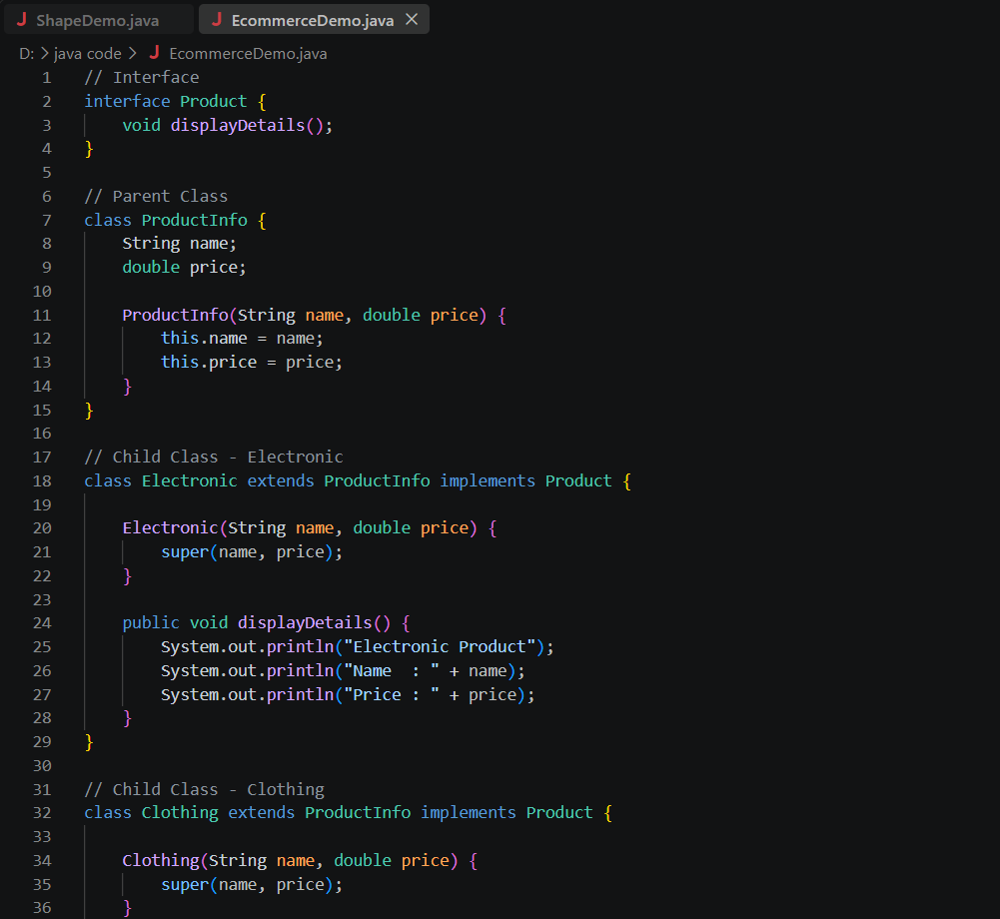 J ShapeDemo.java J EcommerceDemo.java ×
D: > java code > J EcommerceDemo.java
1 // Interface
2 interface Product {
3     void displayDetails();
4 }
5
6 // Parent Class
7 class ProductInfo {
8     String name;
9     double price;
10
11     ProductInfo(String name, double price) {
12         this.name = name;
13         this.price = price;
14     }
15 }
16
17 // Child Class - Electronic
18 class Electronic extends ProductInfo implements Product {
19
20     Electronic(String name, double price) {
21         super(name, price);
22     }
23
24     public void displayDetails() {
25         System.out.println("Electronic Product");
26         System.out.println("Name  : " + name);
27         System.out.println("Price : " + price);
28     }
29 }
30
31 // Child Class - Clothing
32 class Clothing extends ProductInfo implements Product {
33
34     Clothing(String name, double price) {
35         super(name, price);
36     }